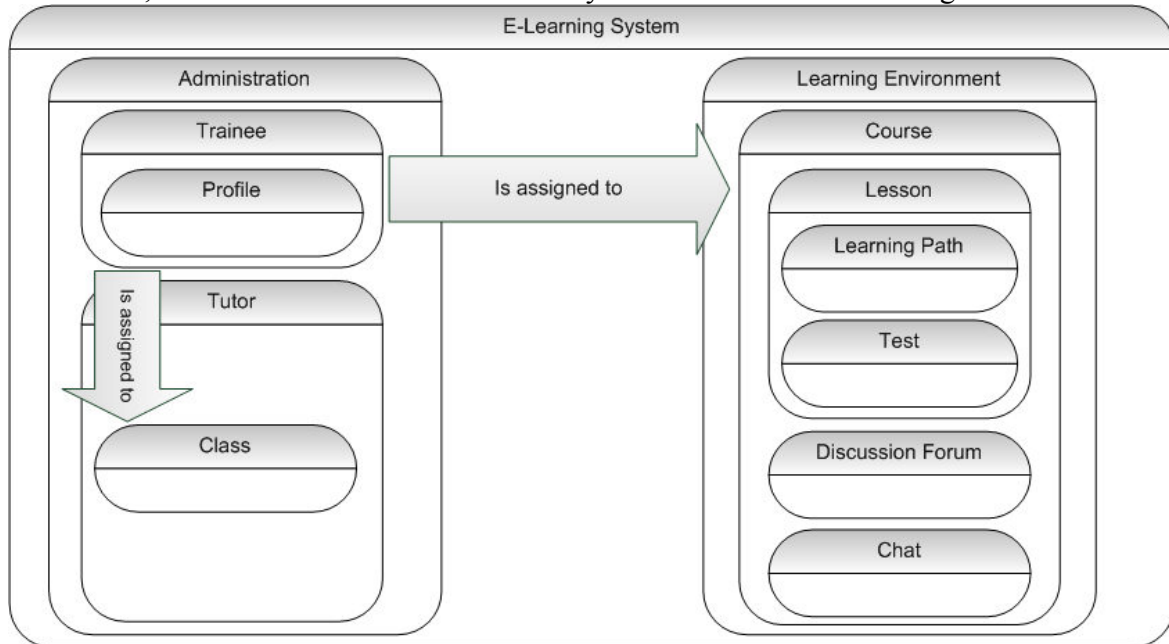 E-Learning System
Administration
Trainee
Profile
Is assigned to
Tutor
Class
Is assigned to
Learning Environment
Course
Lesson
Learning Path
Test
Discussion Forum
Chat